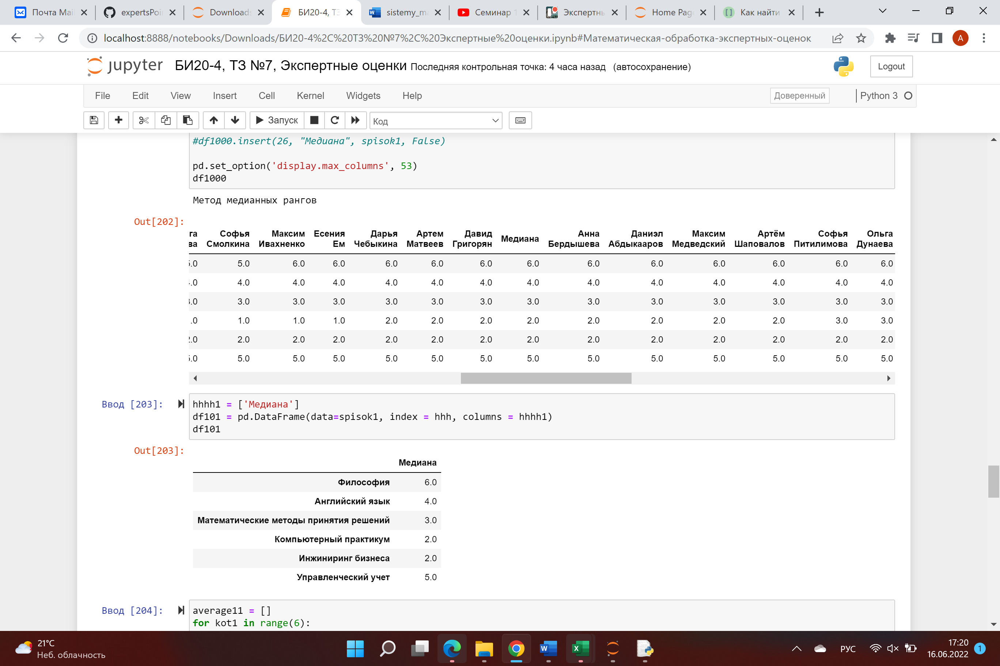 Почта Mail
expertsPoi
Downloads
БИ20-4, ТЗ
sistemy_ma
Семинар 1
Экспертнь
Home Page
Как найти
localhost:8888/notebooks/Downloads/БИ20-4%2C%20ТЗ%20№7%2C%20Экспертные%20оценки.ipynb#Математическая-обработка-экспертных-оценок
A
jupyter БИ20-4, ТЗ №7, Экспертные оценки Последняя контрольная точка: 4 часа назад (автосохранение)
Logout
File Edit View Insert Cell Kernel Widgets Help
Доверенный
Python 3
Запуск
Код
#df1000.insert(26, "Медиана", spisok1, False)
pd.set_option('display.max_columns', 53)
df1000
Метод медианных рангов
Out[202]:
га Софья Максим Есения Дарья Артем Давид Медиана Анна Даниэл Максим Артём Софья Ольга
ва Смолкина Ивахненко Ем Чебыкина Матвеев Григорян Бердышева Абдыкааров Медведский Шаповалов Питилимова Дунаева
.0 5.0 6.0 6.0 6.0 6.0 6.0 6.0 6.0 6.0 6.0 6.0 6.0 6.0
.0 4.0 4.0 4.0 4.0 4.0 4.0 4.0 4.0 4.0 4.0 4.0 4.0 4.0
.0 3.0 3.0 3.0 3.0 3.0 3.0 3.0 3.0 3.0 3.0 3.0 3.0 3.0
.0 1.0 1.0 1.0 2.0 2.0 2.0 2.0 2.0 2.0 2.0 2.0 3.0 3.0
.0 2.0 2.0 2.0 2.0 2.0 2.0 2.0 2.0 2.0 2.0 2.0 2.0 2.0
.0 5.0 5.0 5.0 5.0 5.0 5.0 5.0 5.0 5.0 5.0 5.0 5.0 5.0
Ввод [203]:
hhhh1 = ['Медиана']
df101 = pd.DataFrame(data=spisok1, index = hhh, columns = hhhh1)
df101
Out[203]:
Медиана
Философия 6.0
Английский язык 4.0
Математические методы принятия решений 3.0
Компьютерный практикум 2.0
Инжиниринг бизнеса 2.0
Управленческий учет 5.0
Ввод [204]:
average11 = []
for kot1 in range(6):
21°C
Неб. облачность
РУС
17:20
16.06.2022
1